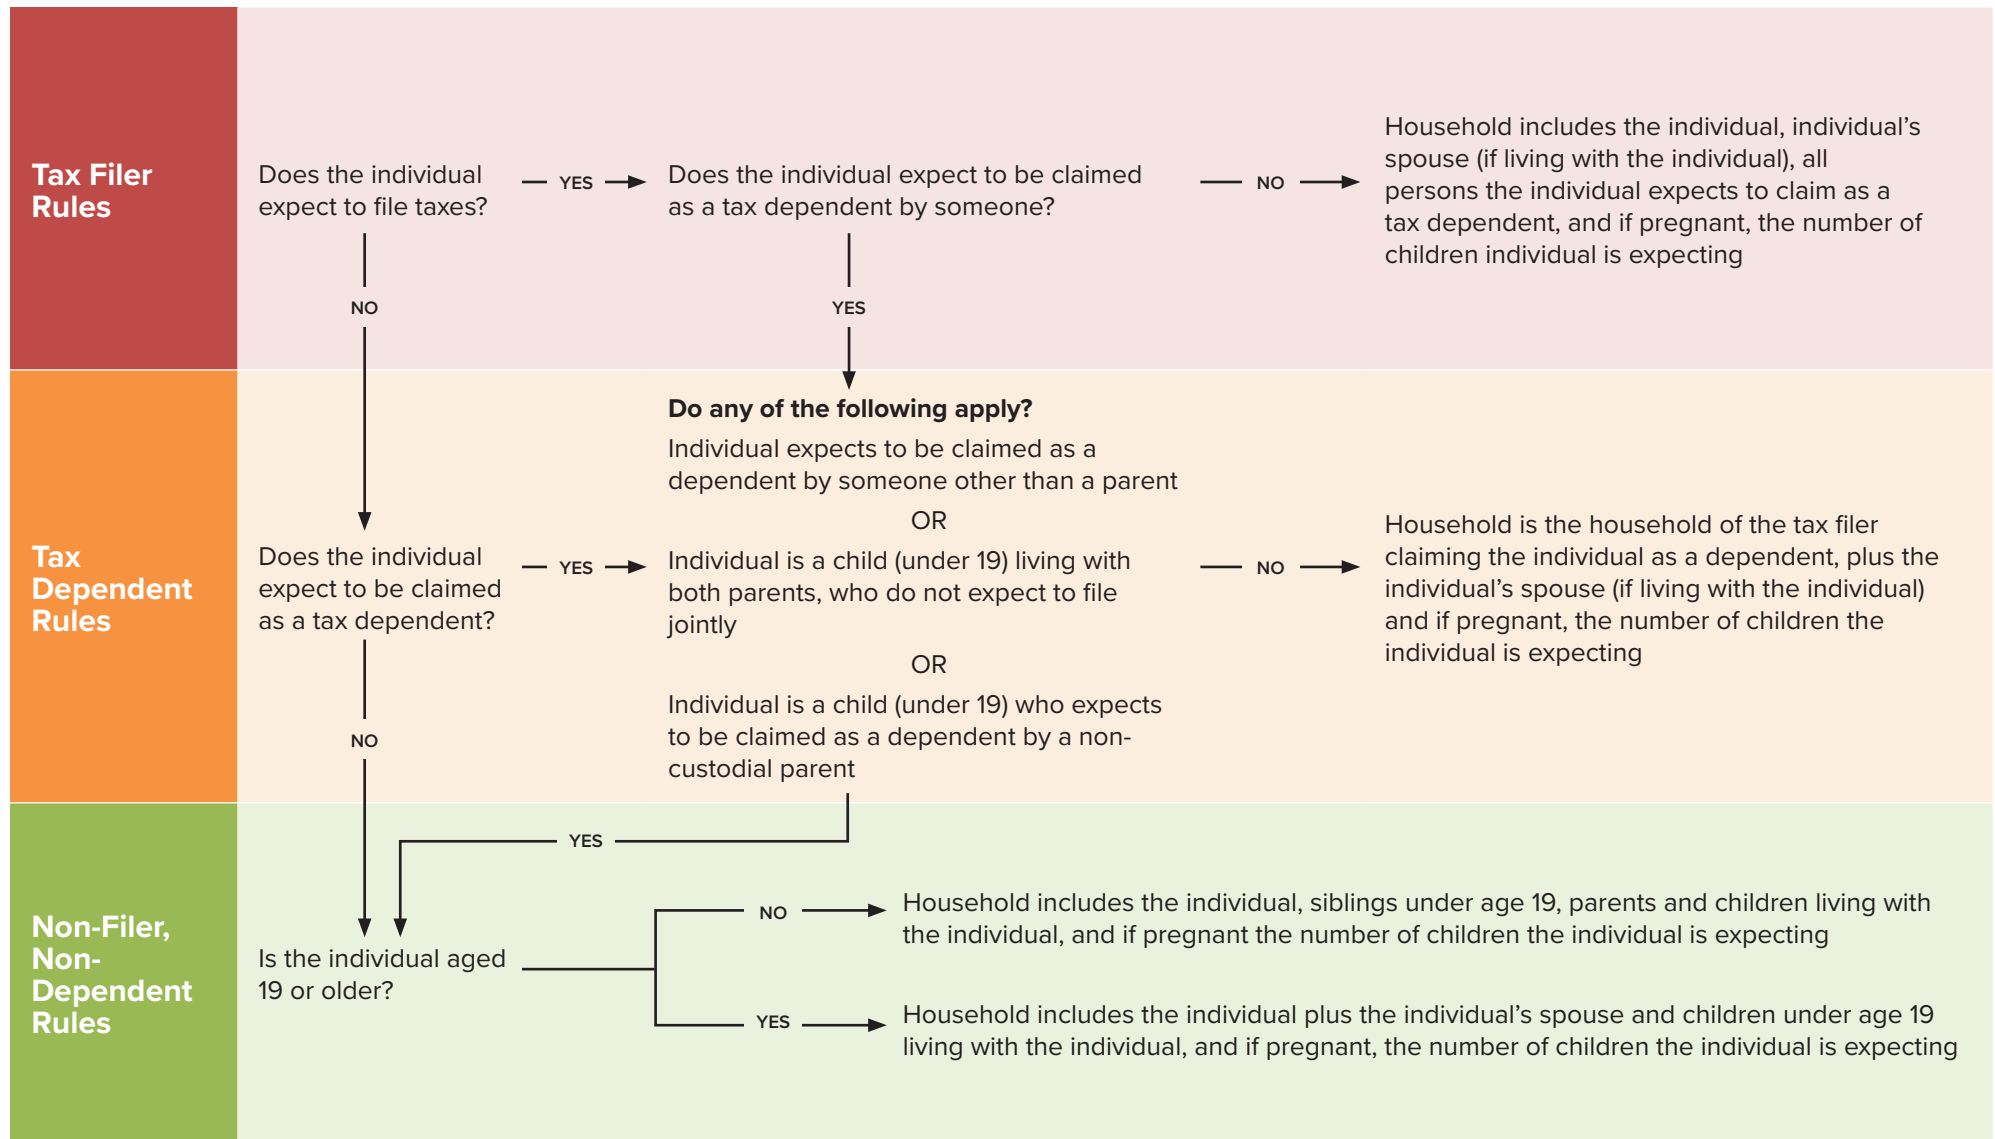 Tax Filer
Rules
Does the individual
expect to file taxes?
YES
Does the individual expect to be claimed
as a tax dependent by someone?
NO
Household includes the individual, individual’s
spouse (if living with the individual), all
persons the individual expects to claim as a
tax dependent, and if pregnant, the number of
children individual is expecting
NO
YES
Tax
Dependent
Rules
Does the individual
expect to be claimed
as a tax dependent?
YES
Do any of the following apply?
Individual expects to be claimed as a
dependent by someone other than a parent
OR
Individual is a child (under 19) living with
both parents, who do not expect to file
jointly
OR
Individual is a child (under 19) who expects
to be claimed as a dependent by a non-
custodial parent
NO
Household is the household of the tax filer
claiming the individual as a dependent, plus the
individual’s spouse (if living with the individual)
and if pregnant, the number of children the
individual is expecting
NO
YES
Non-Filer,
Non-
Dependent
Rules
Is the individual aged
19 or older?
NO
Household includes the individual, siblings under age 19, parents and children living with
the individual, and if pregnant the number of children the individual is expecting
YES
Household includes the individual plus the individual’s spouse and children under age 19
living with the individual, and if pregnant, the number of children the individual is expecting